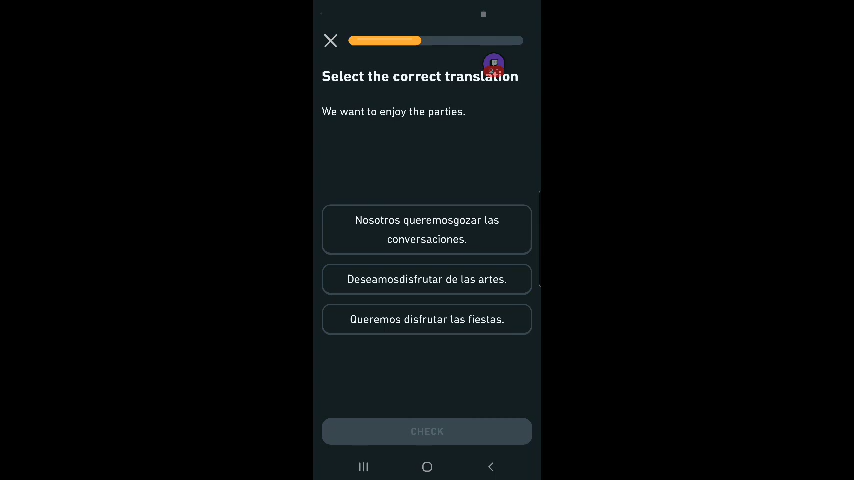 Select the correct translation
We want to enjoy the parties.
Nosotros queremosgozar las
conversaciones.
Deseamosdisfrutar de las artes.
Queremos disfrutar las fiestas.
CHECK